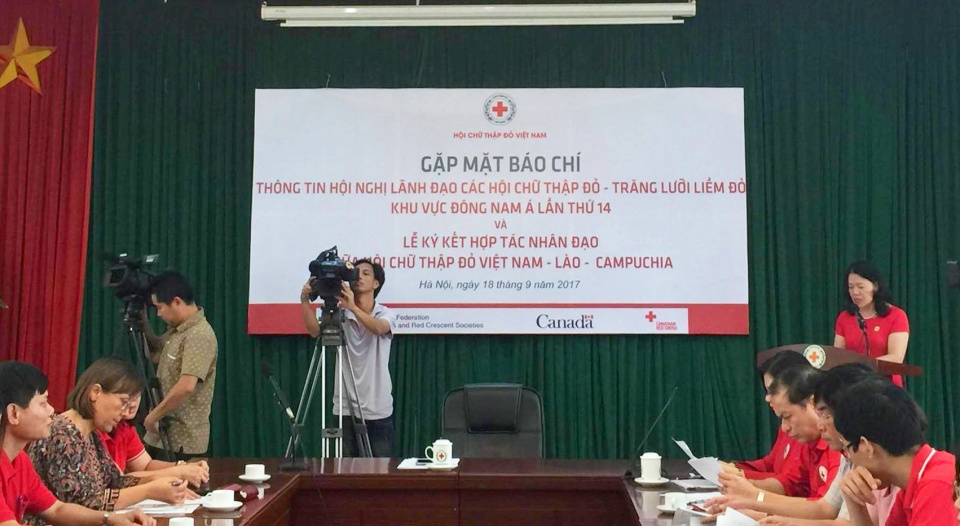 HỘI CHỮ THẬP ĐỎ VIỆT NAM
GẶP MẶT BÁO CHÍ
THÔNG TIN HỘI NGHỊ LÃNH ĐẠO CÁC HỘI CHỮ THẬP ĐỎ - TRĂNG LƯỠI LIỀM ĐỎ
KHU VỰC ĐÔNG NAM Á LẦN THỨ 14
VÀ
LỄ KÝ KẾT HỢP TÁC NHÂN ĐẠO
HỘI CHỮ THẬP ĐỎ VIỆT NAM - LÀO - CAMPUCHIA
Hà Nội, ngày 18 tháng 9 năm 2017
Federation
and Red Crescent Societies
Canada
CANADIAN
RED CROSS